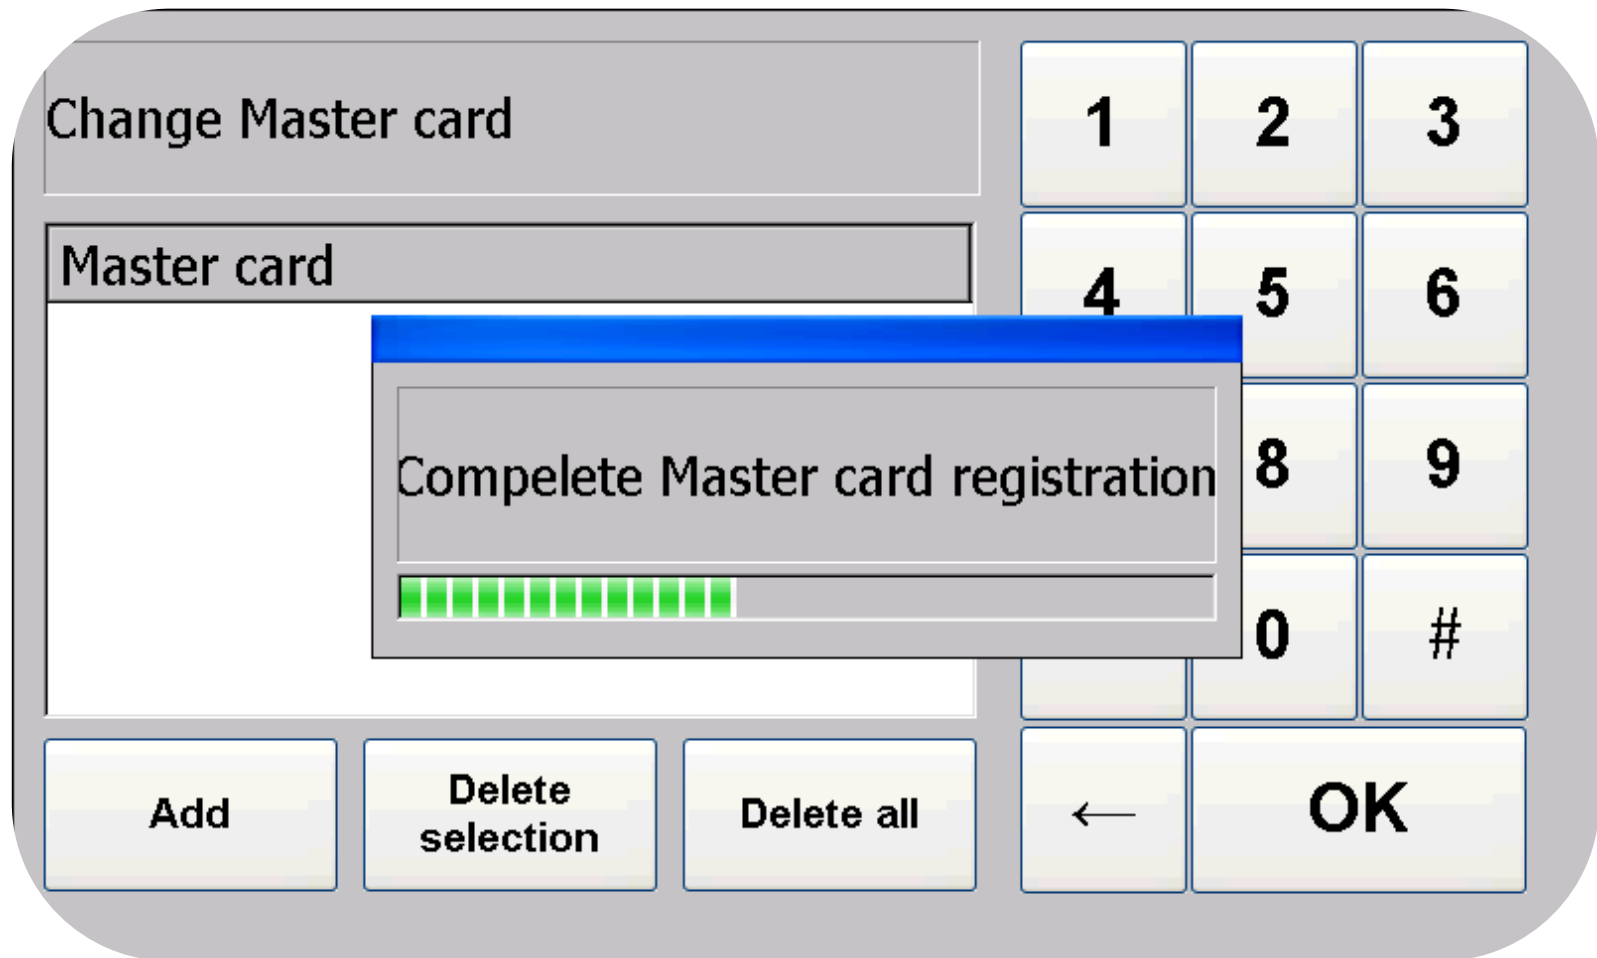 Change Master card
Master card
Compelete Master card registration
1 2 3
4 5 6
8 9
0 #
← OK
Add
Delete
selection
Delete all